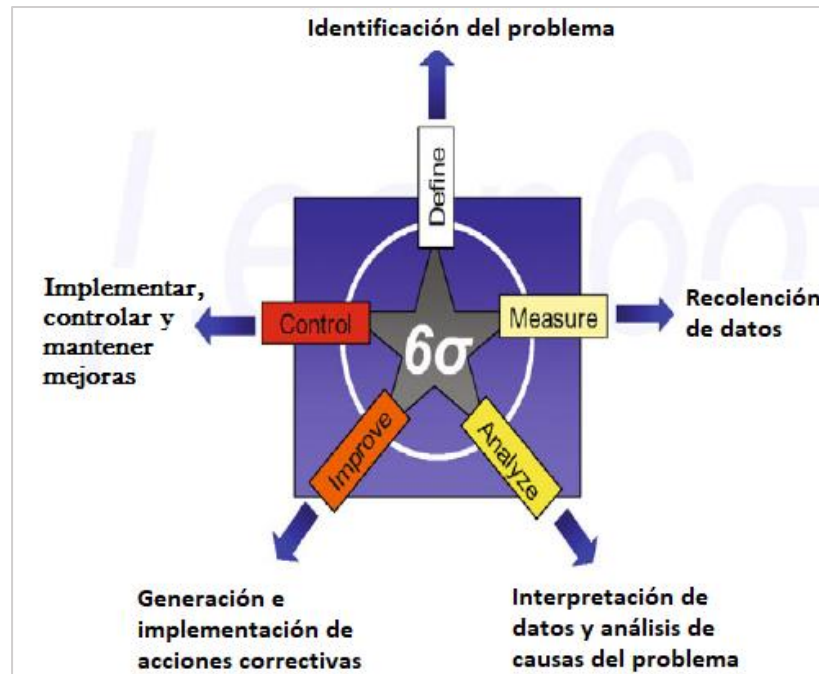 Identificación del problema
Define
Implementar,
controlar y
mantener
mejoras
Control
6σ
Measure
Recolención
de datos
Improve
Analyze
Generación e
implementación de
acciones correctivas
Interpretación de
datos y análisis de
causas del problema
Lean6σ